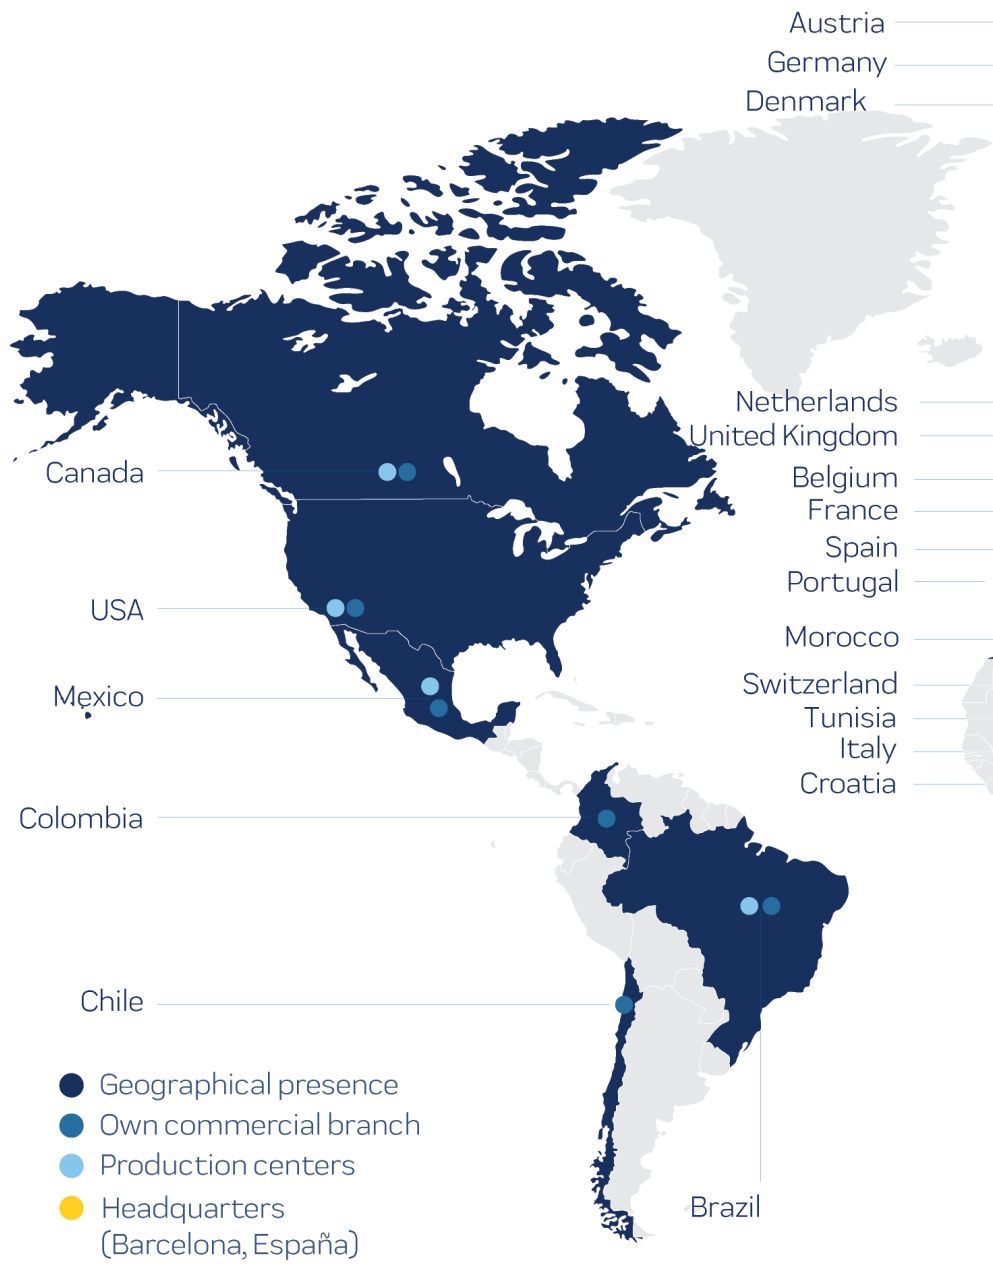 Austria
Germany
Denmark
Netherlands
United Kingdom
Canada
Belgium
France
Spain
Portugal
USA
Morocco
Switzerland
Mexico
Tunisia
Italy
Croatia
Colombia
Chile
Geographical presence
Own commercial branch
Production centers
Headquarters
(Barcelona, España)
Brazil